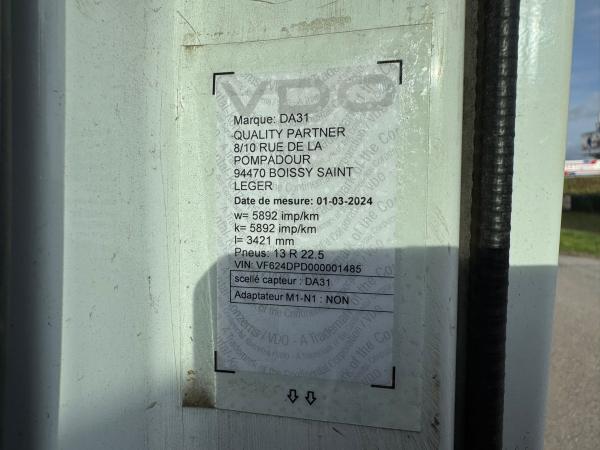 VDO
Marque: DA31
QUALITY PARTNER
8/10 RUE DE LA
POMPADOUR
94470 BOISSY SAINT
LEGER
Date de mesure: 01-03-2024
w= 5892 imp/km
k= 5892 imp/km
l= 3421 mm
Pneus: 13 R 22.5
VIN: VF624DPD000001485
scellé capteur : DA31
Adaptateur M1-N1 : NON